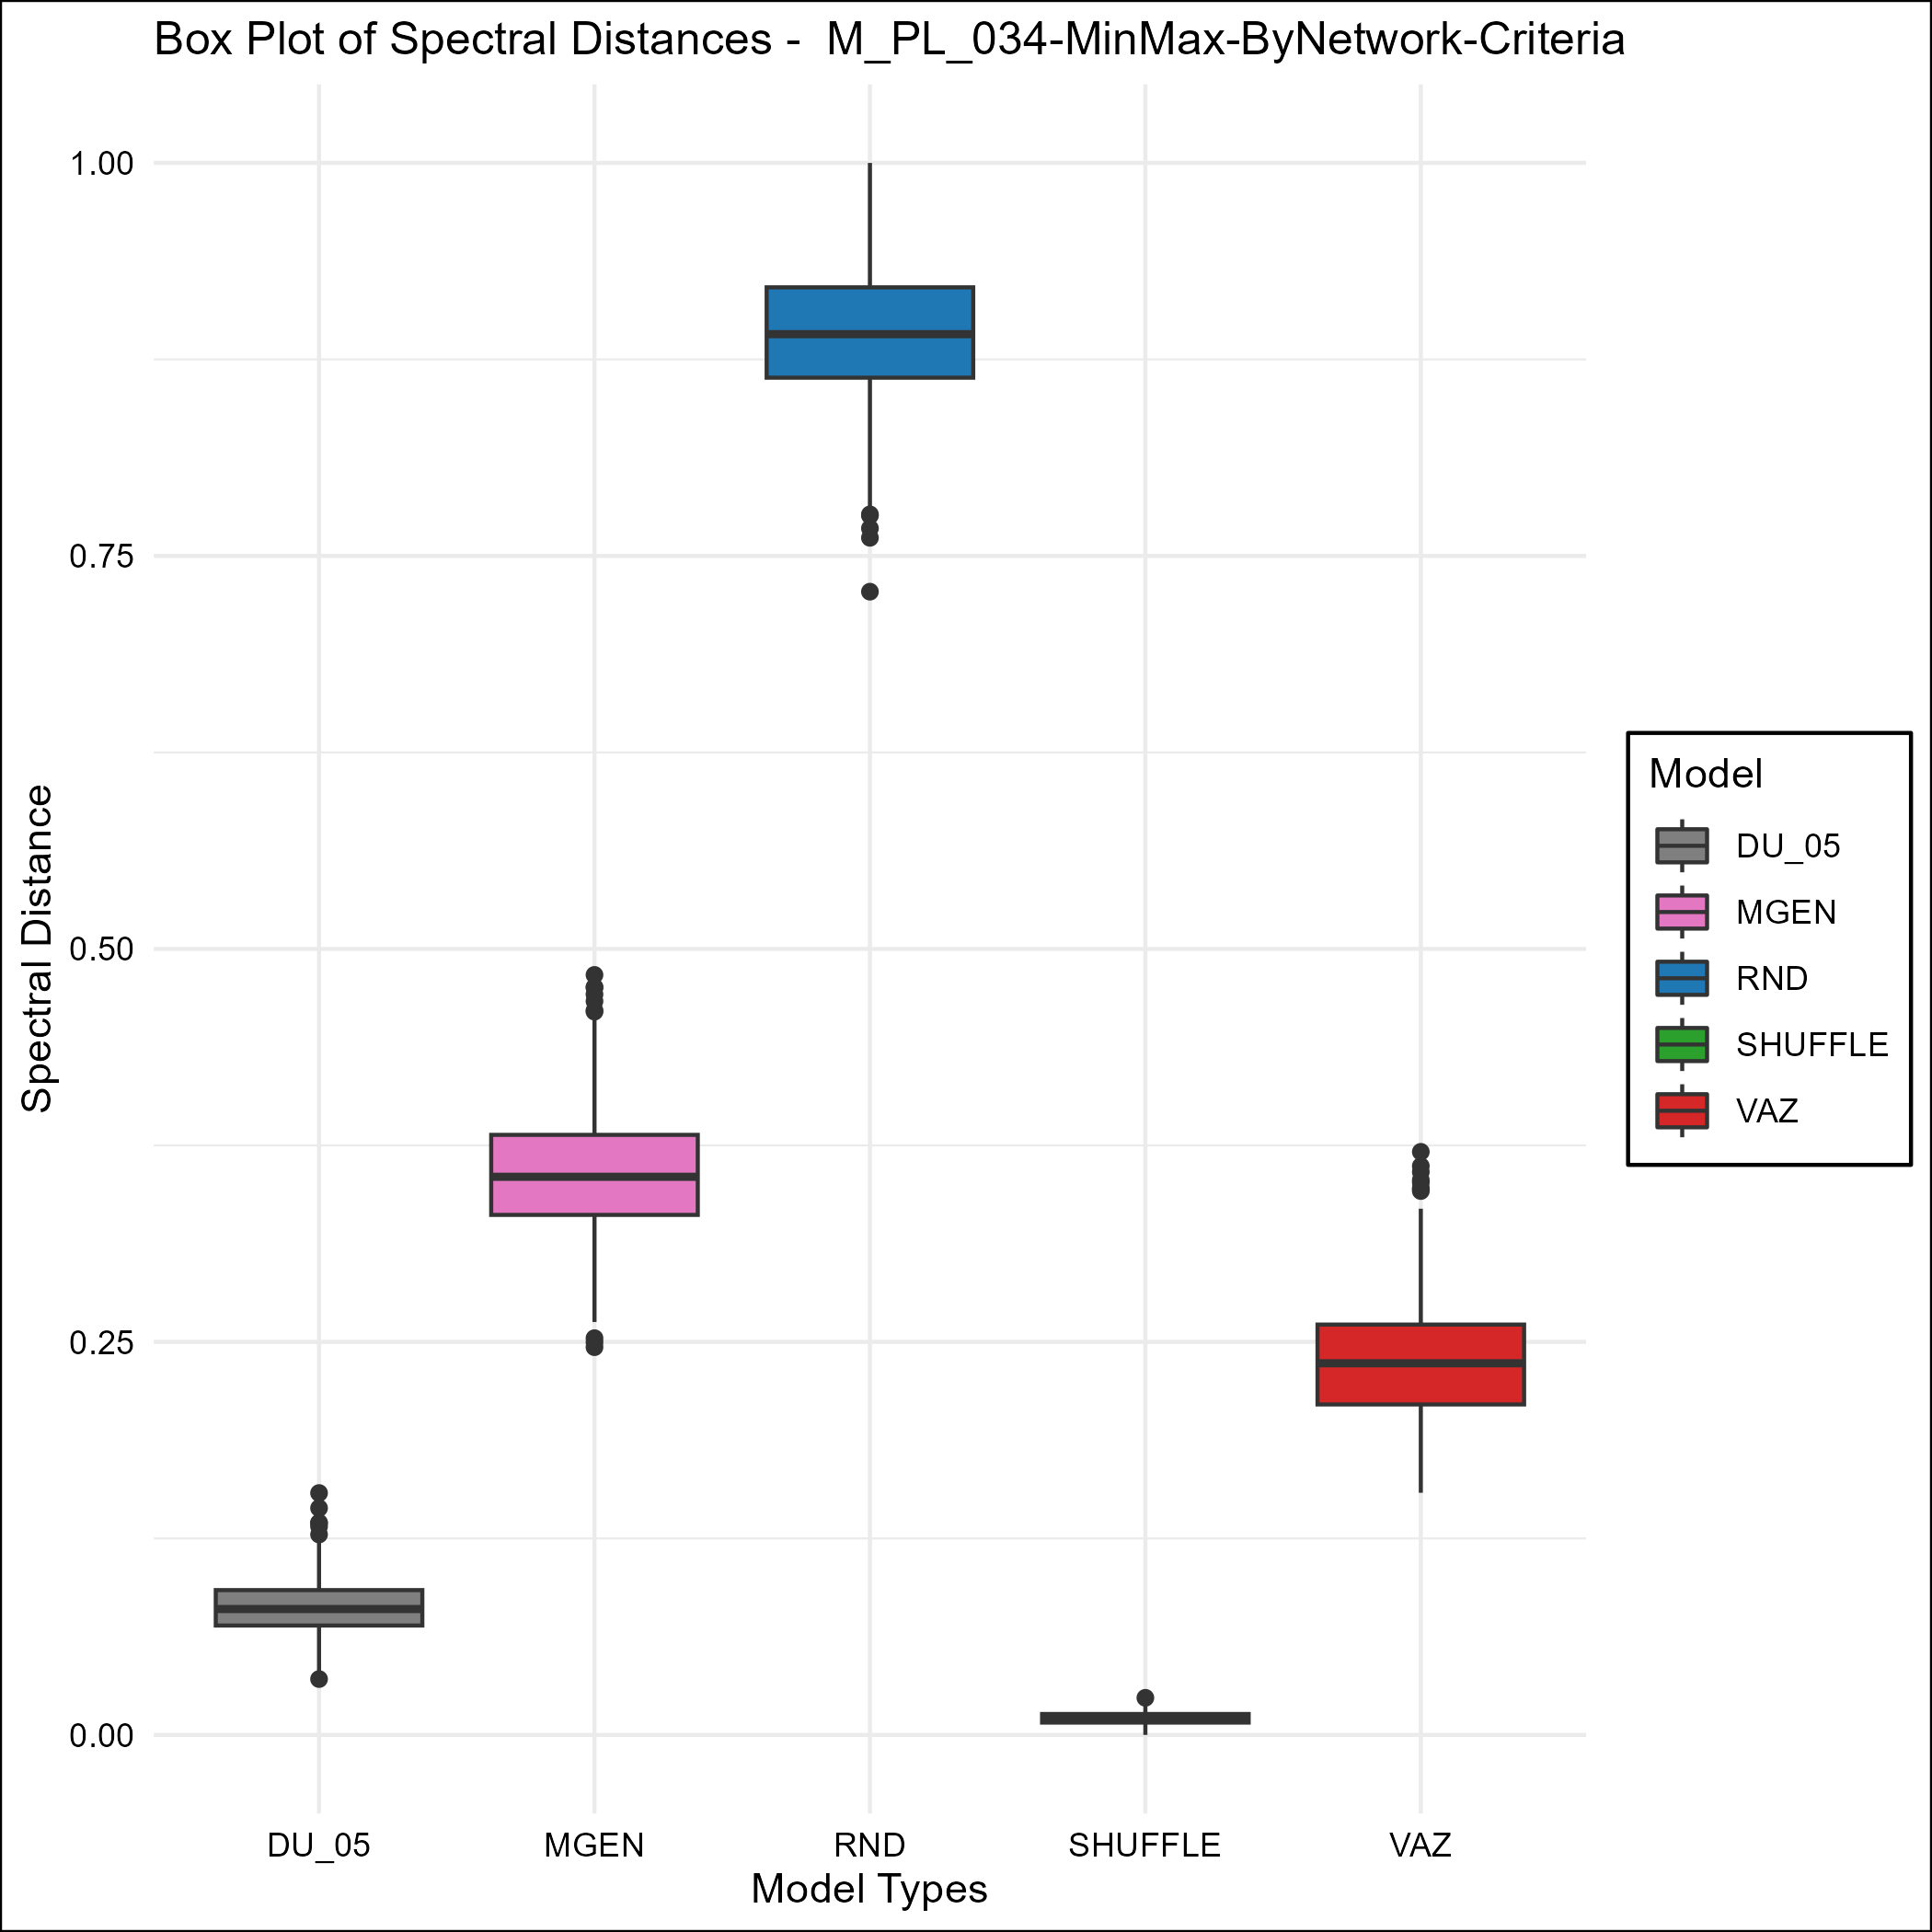 Box Plot of Spectral Distances -  M_PL_034-MinMax-ByNetwork-Criteria
Spectral Distance
1.00
0.75
0.50
0.25
0.00
DU_05 MGEN RND SHUFFLE VAZ
Model Types
Model
DU_05
MGEN
RND
SHUFFLE
VAZ